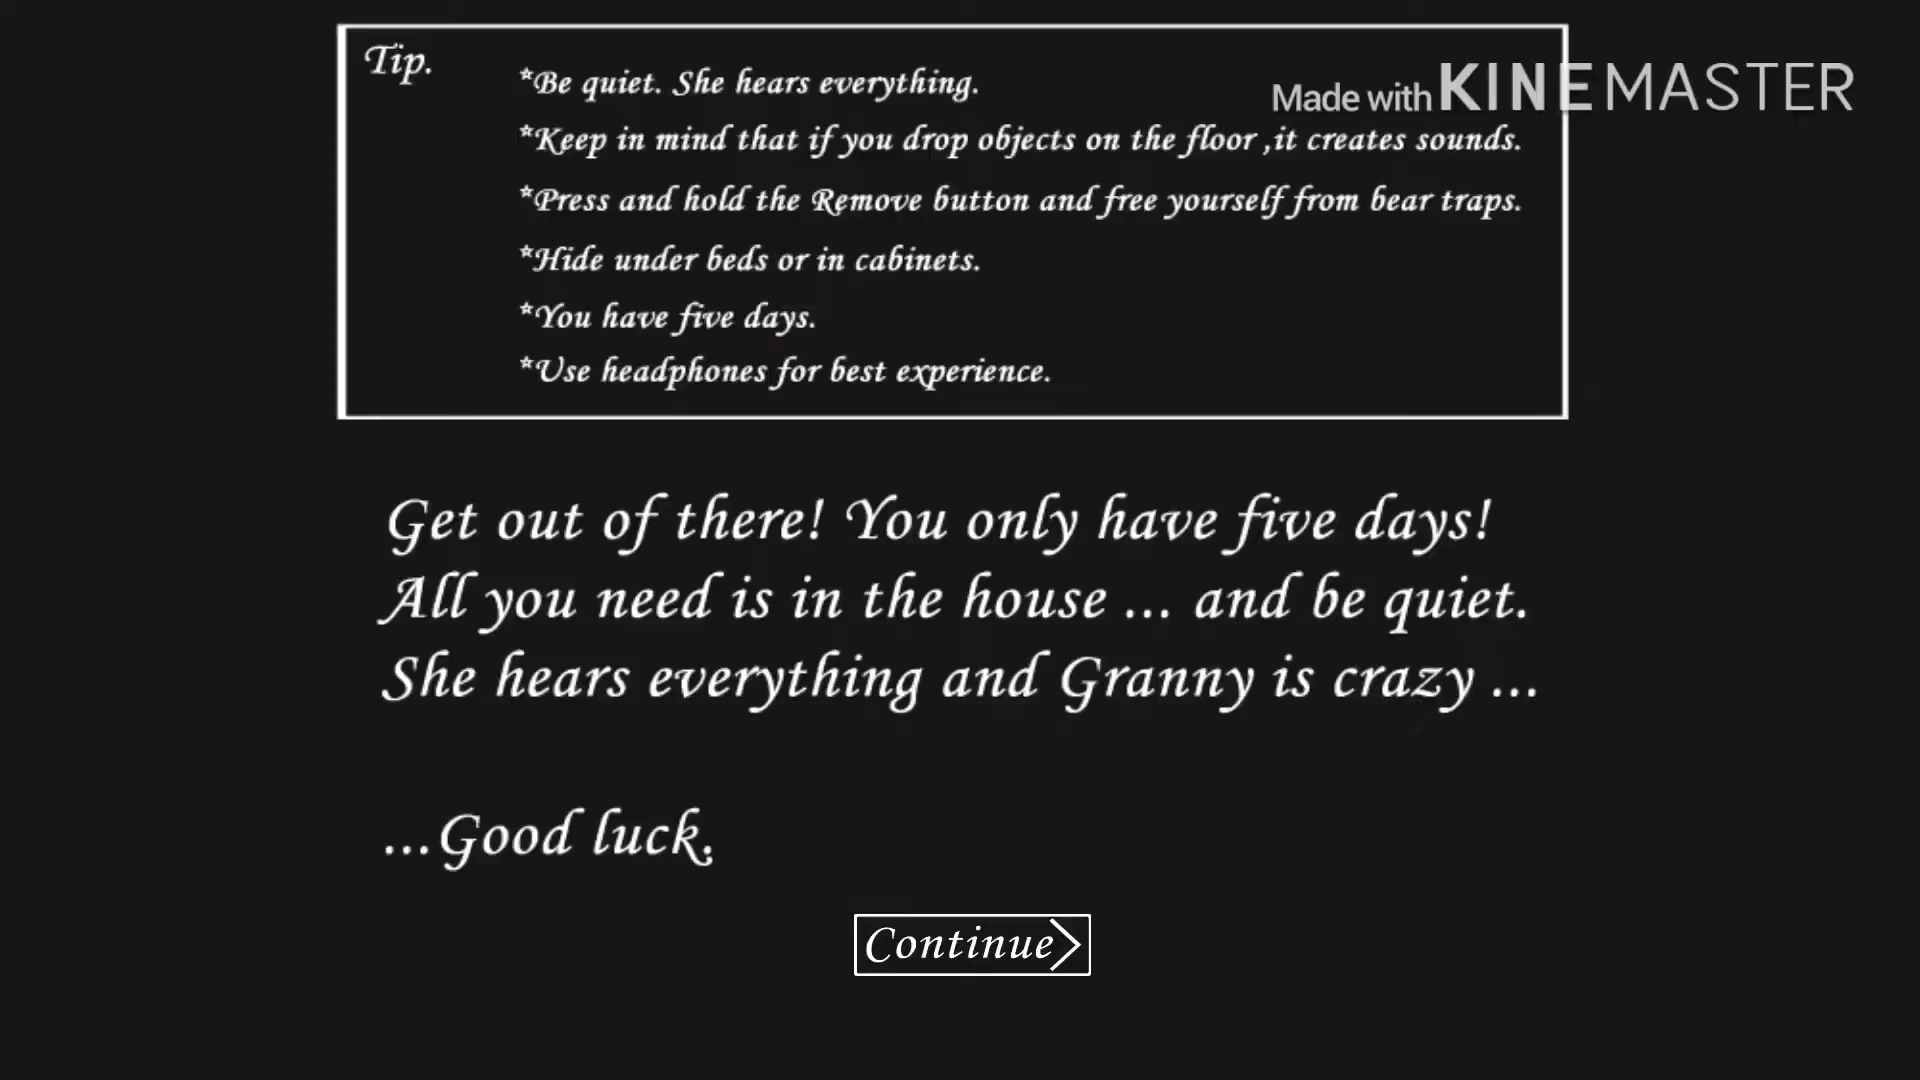 Tip.
*Be quiet. She hears everything.
Made with KINEMASTER
*Keep in mind that if you drop objects on the floor ,it creates sounds.
*Press and hold the Remove button and free yourself from bear traps.
*Hide under beds or in cabinets.
*You have five days.
*Use headphones for best experience.
Get out of there! You only have five days!
All you need is in the house ... and be quiet.
She hears everything and Granny is crazy ...
...Good luck.
Continue